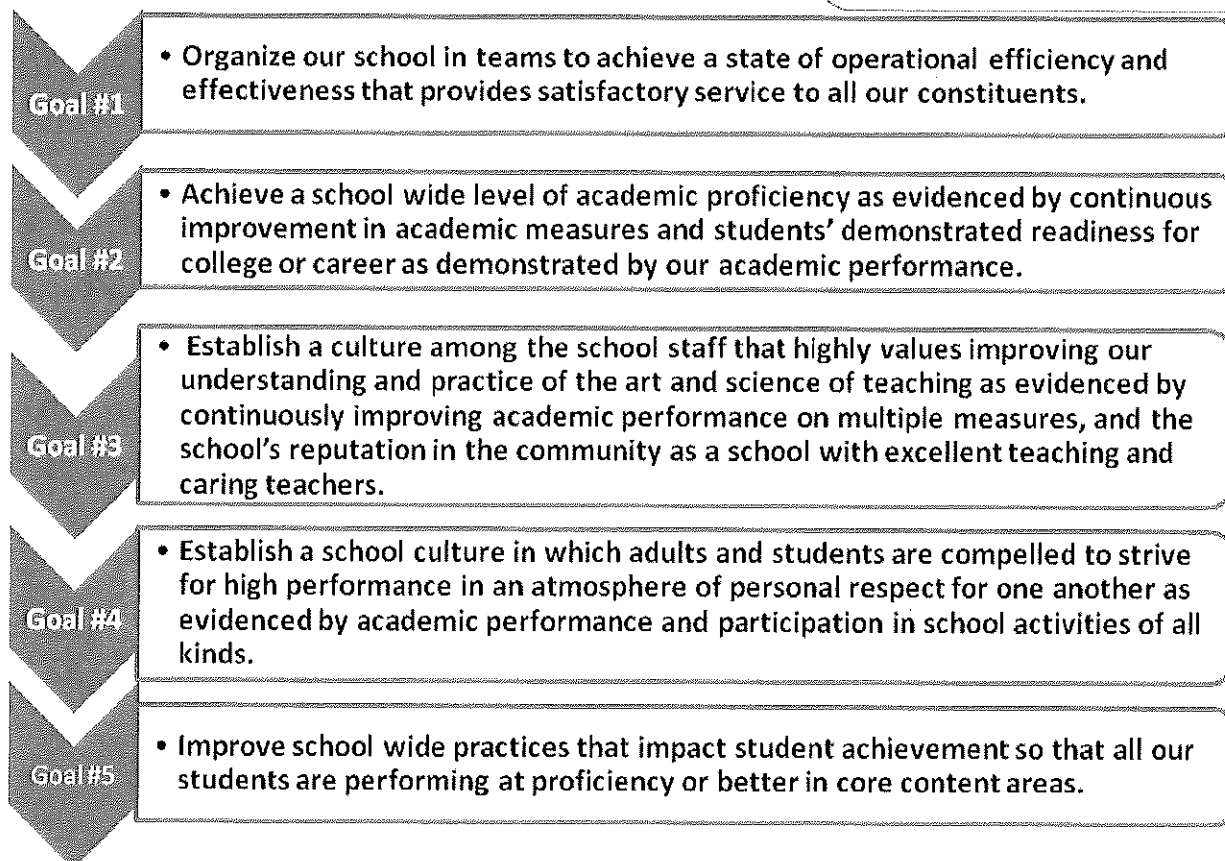 Goal #1
• Organize our school in teams to achieve a state of operational efficiency and
effectiveness that provides satisfactory service to all our constituents.
Goal #2
• Achieve a school wide level of academic proficiency as evidenced by continuous
improvement in academic measures and students' demonstrated readiness for
college or career as demonstrated by our academic performance.
Goal #3
• Establish a culture among the school staff that highly values improving our
understanding and practice of the art and science of teaching as evidenced by
continuously improving academic performance on multiple measures, and the
school's reputation in the community as a school with excellent teaching and
caring teachers.
Goal #4
• Establish a school culture in which adults and students are compelled to strive
for high performance in an atmosphere of personal respect for one another as
evidenced by academic performance and participation in school activities of all
kinds.
Goal #5
• Improve school wide practices that impact student achievement so that all our
students are performing at proficiency or better in core content areas.